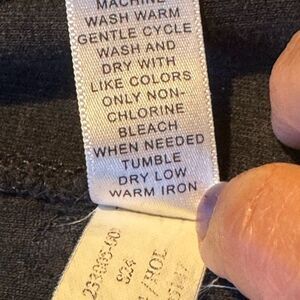 MACHINE
WASH WARM
GENTLE CYCLE
WASH AND
DRY WITH
LIKE COLORS
ONLY NON-
CHLORINE
BLEACH
WHEN NEEDED
TUMBLE
DRY LOW
WARM IRON
824